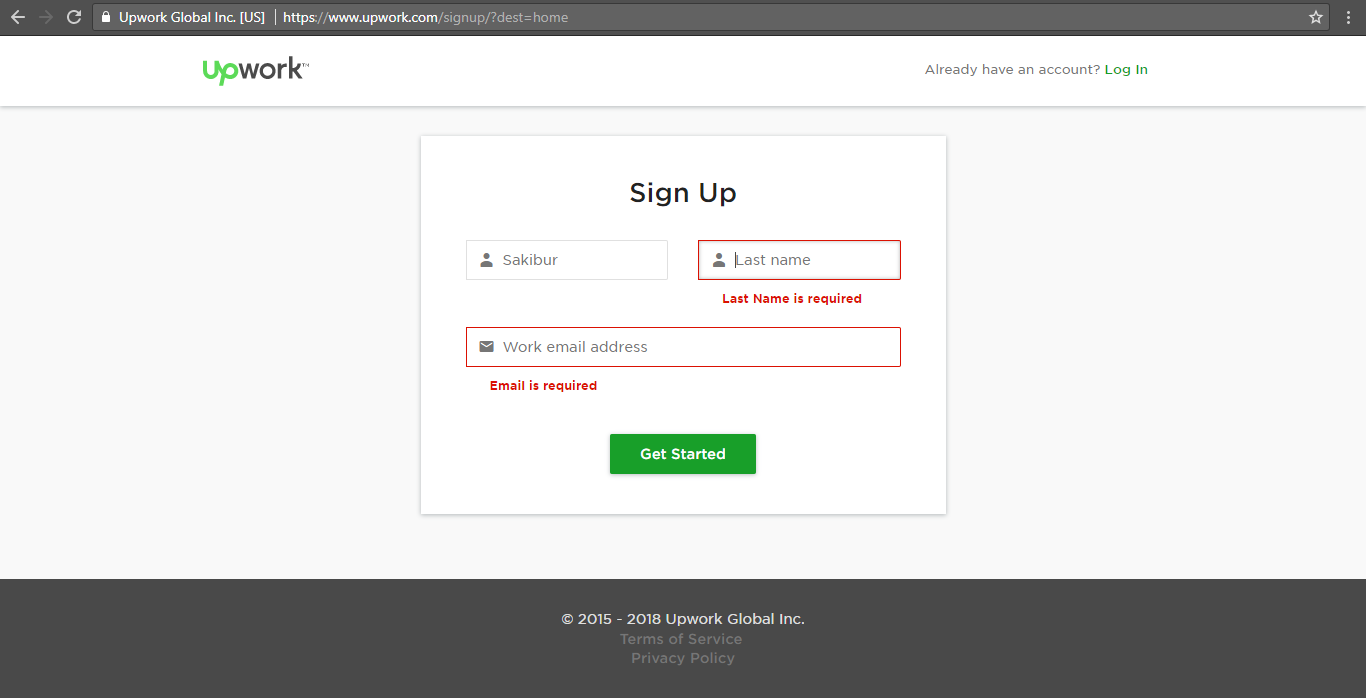 Upwork Global Inc. [US] | https://www.upwork.com/signup/?dest=home
upwork™
Already have an account? Log In
Sign Up
Sakibur
Last name
Last Name is required
Work email address
Email is required
Get Started
© 2015 - 2018 Upwork Global Inc.
Terms of Service
Privacy Policy